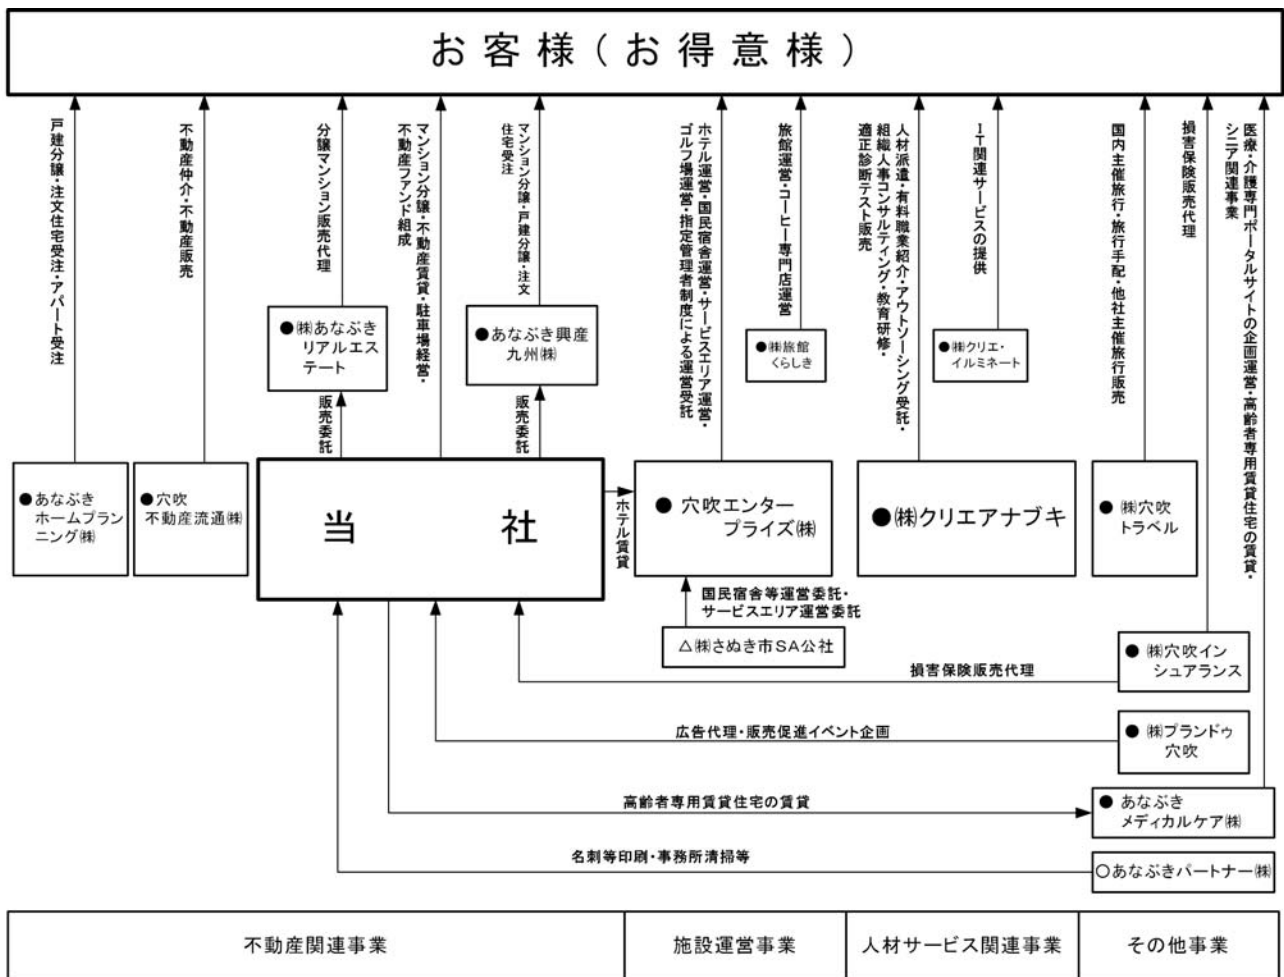 お客様(お得意様)
戸建分譲・注文住宅受注・アパート受注
不動産仲介・不動産販売
分譲マンション販売代理
マンション分譲・不動産賃貸・駐車場経営・
不動産ファンド組成
マンション分譲・戸建分譲・注文
住宅受注
ホテル運営・国民宿舎運営・サービスエリア運営・
ゴルフ場運営・指定管理者制度による運営受託
旅館運営・コーヒー専門店運営
人材派遣・有料職業紹介・アウトソーシング受託・
組織人事コンサルティング・教育研修・
適正診断テスト販売
IT関連サービスの提供
国内主催旅行・旅行手配・他社主催旅行販売
損害保険販売代理
医療・介護専門ポータルサイトの企画運営・高齢者専用賃貸住宅の賃貸・
シニア関連事業
●㈱あなぶき
リアルエス
テート
●あなぶき興産
九州㈱
●㈱旅館
くらしき
●㈱クリエ・
イルミネート
販売委託
販売委託
●あなぶき
ホームプラン
ニング㈱
●穴吹
不動産流通㈱
当社
ホテル賃貸
●穴吹エンター
プライズ㈱
●㈱クリエアナブキ
●㈱穴吹
トラベル
国民宿舎等運営委託・
サービスエリア運営委託
△㈱さぬき市SA公社
●㈱穴吹イン
シュアランス
損害保険販売代理
●㈱プランドゥ
穴吹
広告代理・販売促進イベント企画
●あなぶき
メディカルケア㈱
高齢者専用賃貸住宅の賃貸
名刺等印刷・事務所清掃等
○あなぶきパートナー㈱
不動産関連事業
施設運営事業
人材サービス関連事業
その他事業